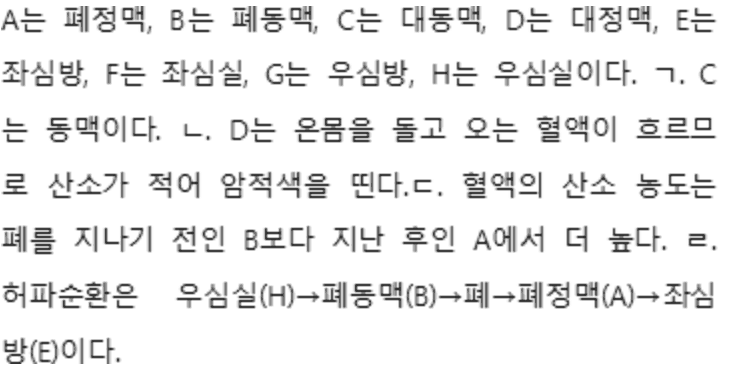 A는 폐정맥, B는 폐동맥, C는 대동맥, D는 대정맥, E는
좌심방, F는 좌심실, G는 우심방, H는 우심실이다. ㄱ. C
는 동맥이다. ㄴ. D는 온몸을 돌고 오는 혈액이 흐르므
로 산소가 적어 암적색을 띤다.ㄷ. 혈액의 산소 농도는
폐를 지나기 전인 B보다 지난 후인 A에서 더 높다. ㄹ.
허파순환은 우심실(H)→폐동맥(B)→폐→폐정맥(A)→좌심
방(E)이다.